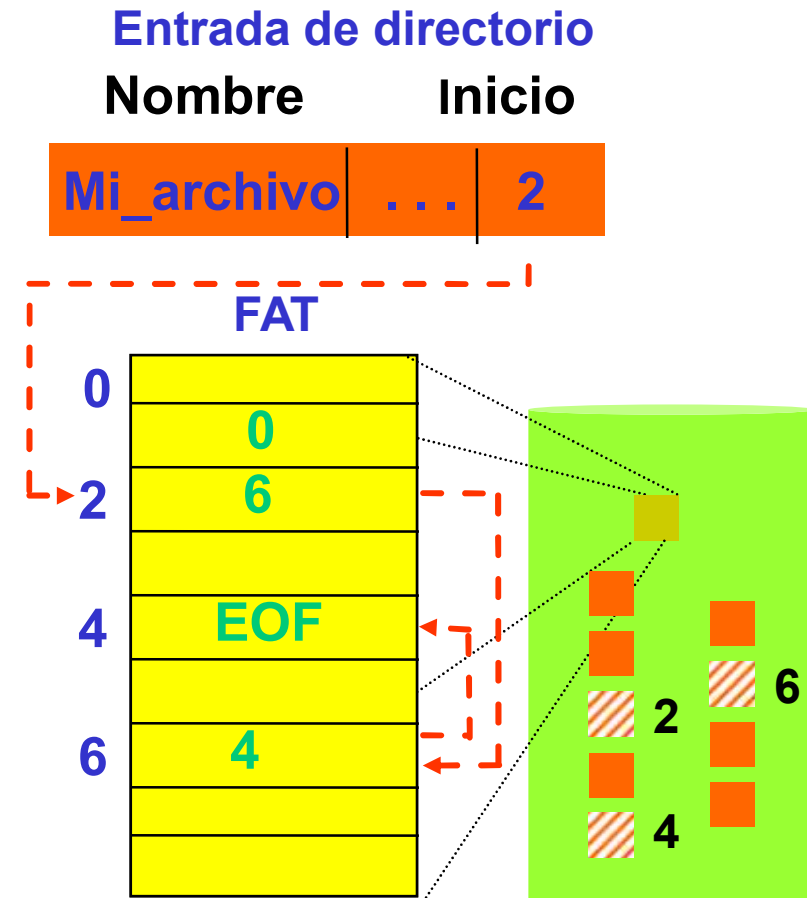 Entrada de directorio
Nombre Inicio
Mi_archivo . . . 2
FAT
0
0
2 6
4 EOF
6 4
6
2
4